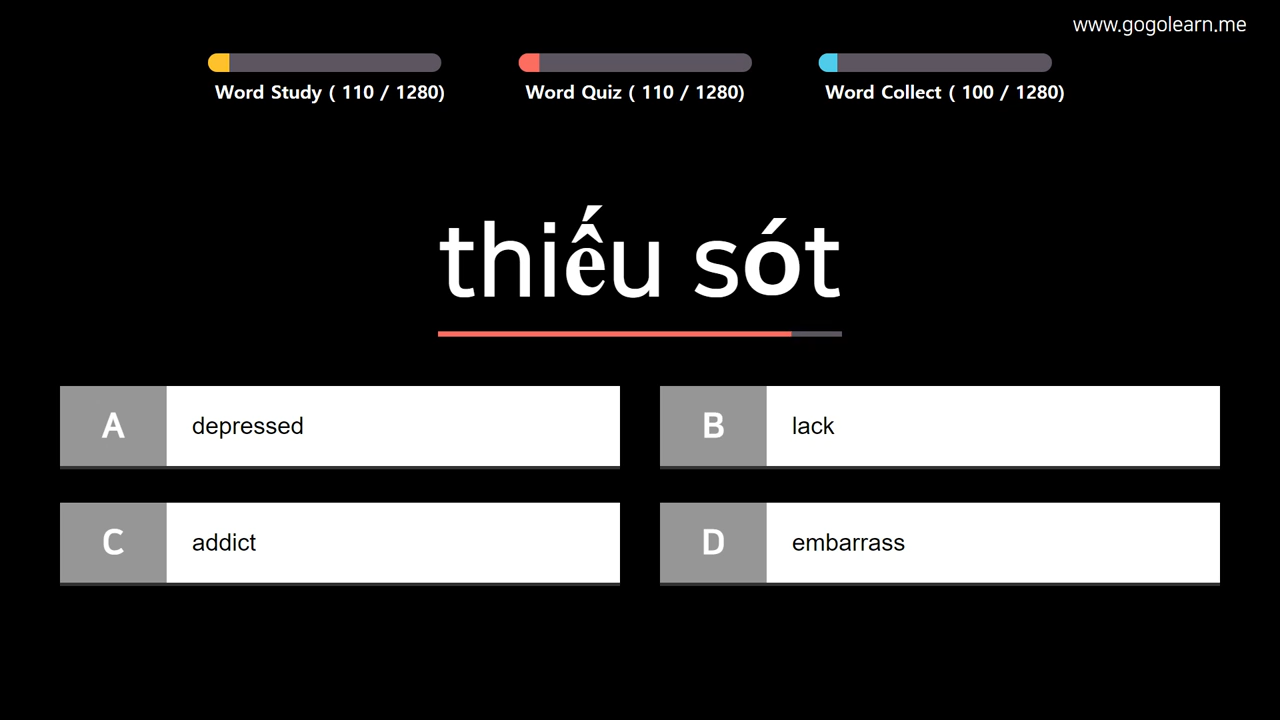 www.gogolearn.me
Word Study ( 110 / 1280)
Word Quiz ( 110 / 1280)
Word Collect ( 100 / 1280)
thiếu sót
A depressed
B lack
C addict
D embarrass